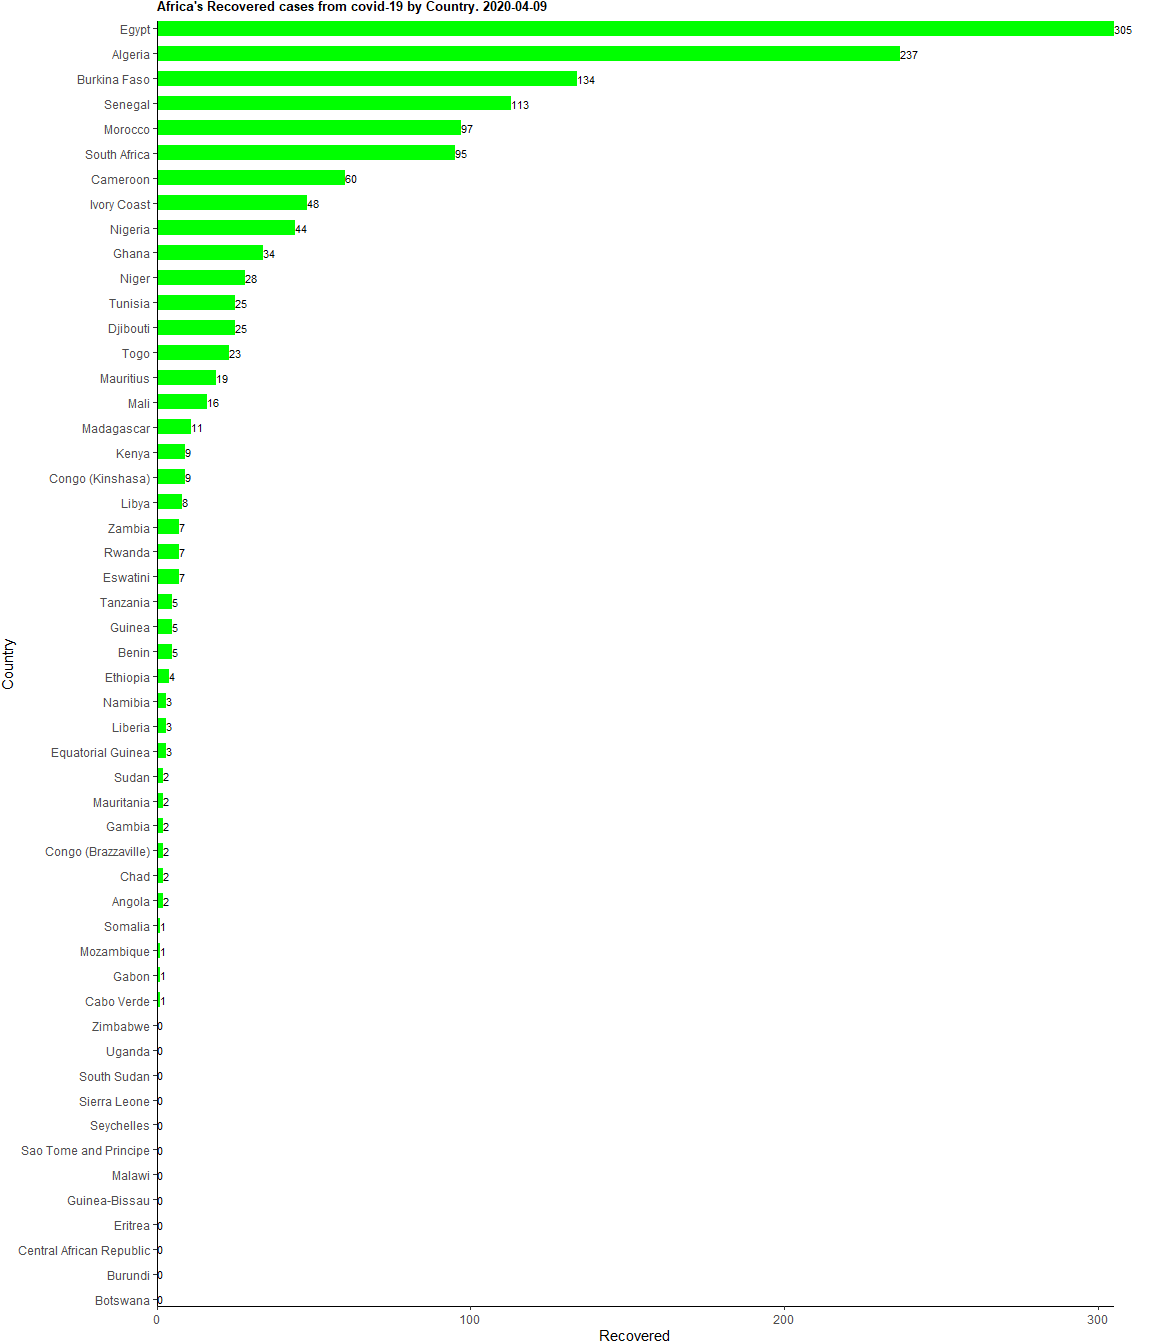 Africa's Recovered cases from covid-19 by Country. 2020-04-09
Egypt 305
Algeria 237
Burkina Faso 134
Senegal 113
Morocco 97
South Africa 95
Cameroon 60
Ivory Coast 48
Nigeria 44
Ghana 34
Niger 28
Tunisia 25
Djibouti 25
Togo 23
Mauritius 19
Mali 16
Madagascar 11
Kenya 9
Congo (Kinshasa) 9
Libya 8
Zambia 7
Rwanda 7
Eswatini 7
Tanzania 5
Guinea 5
Benin 5
Country
Ethiopia 4
Namibia 3
Liberia 3
Equatorial Guinea 3
Sudan 2
Mauritania 2
Gambia 2
Congo (Brazzaville) 2
Chad 2
Angola 2
Somalia 1
Mozambique 1
Gabon 1
Cabo Verde 1
Zimbabwe 0
Uganda 0
South Sudan 0
Sierra Leone 0
Seychelles 0
Sao Tome and Principe 0
Malawi 0
Guinea-Bissau 0
Eritrea 0
Central African Republic 0
Burundi 0
Botswana 0
0 100 200 300
Recovered